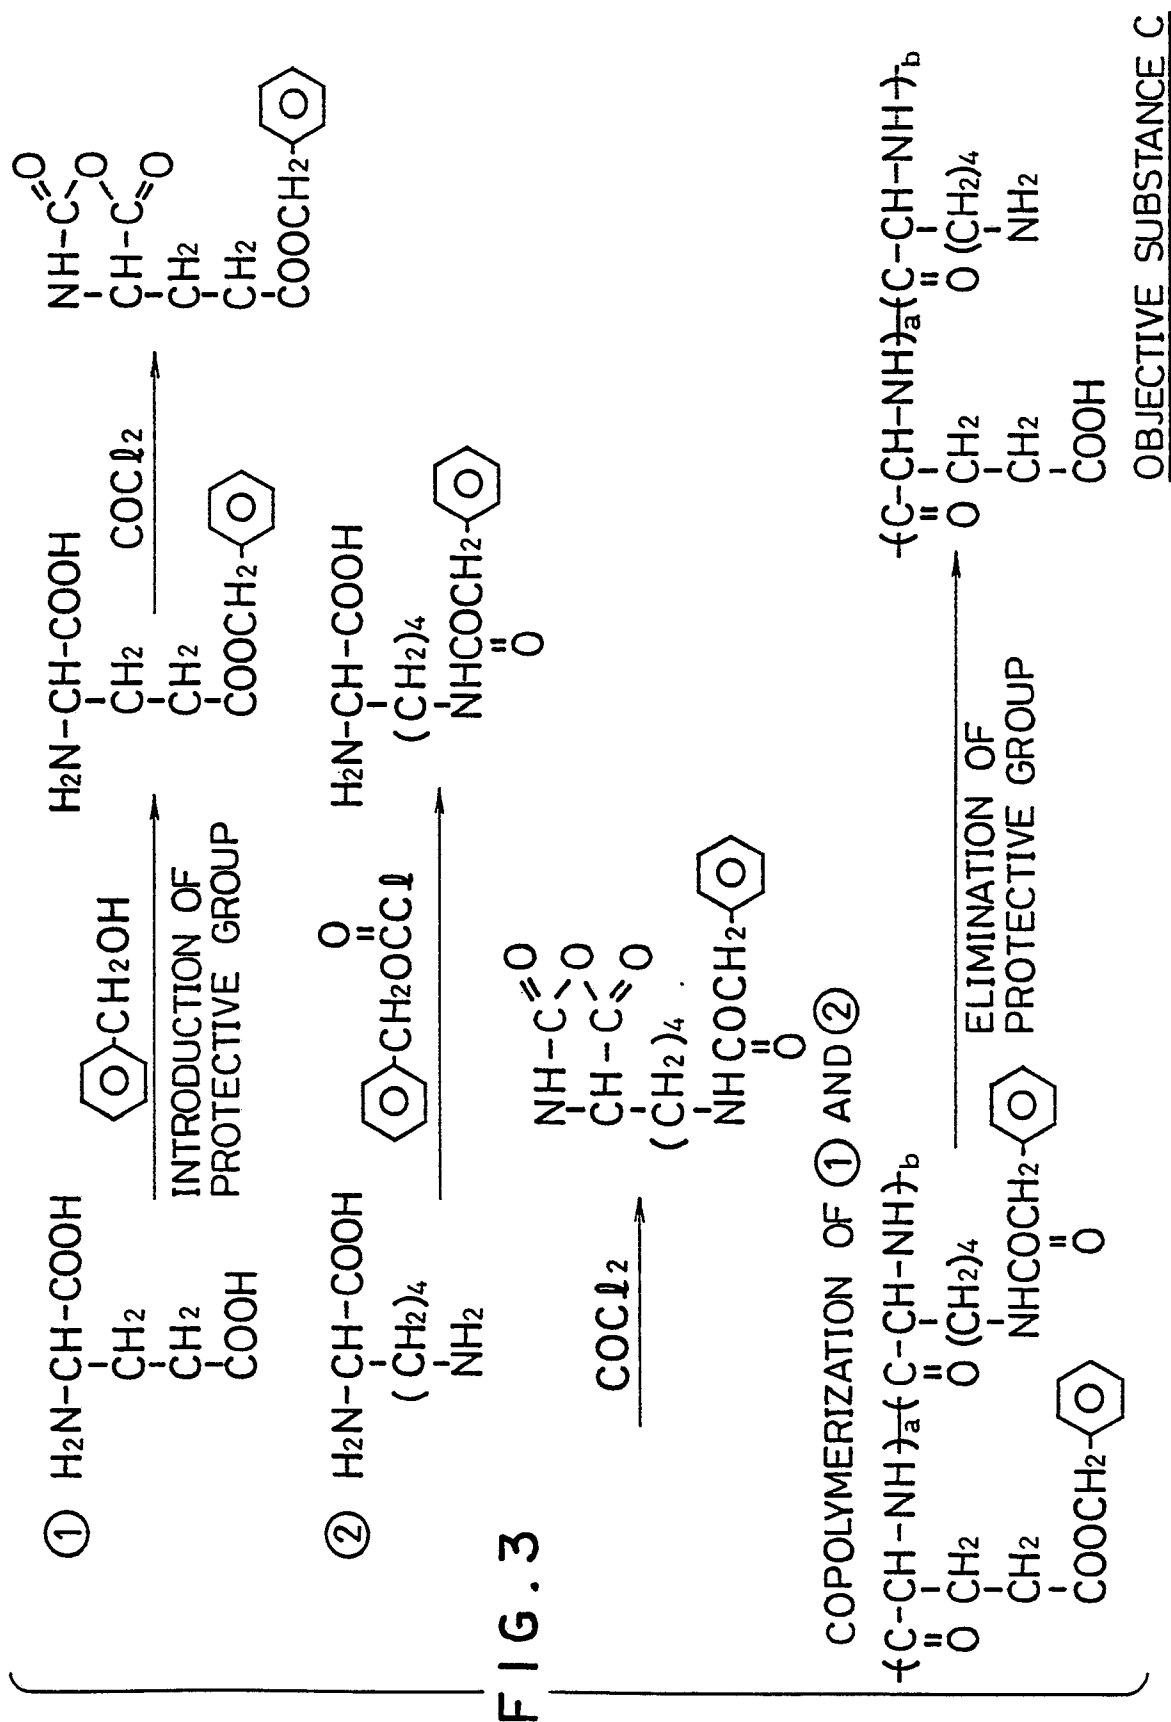 FIG.3
① H2N-CH-COOH
CH2
CH2
COOH
CH2OH
INTRODUCTION OF
PROTECTIVE GROUP
H2N-CH-COOH
CH2
CH2
COOCH2
COCl2
NH-C=O
O
CH-C=O
CH2
CH2
COOCH2
② H2N-CH-COOH
(CH2)4
NH2
O
CH2OCCl
H2N-CH-COOH
(CH2)4
NHCOCH2
O
COCl2
NH-C=O
O
CH-C=O
(CH2)4
NHCOCH2
O
COPOLYMERIZATION OF ① AND ②
(C-CH-NH)a(C-CH-NH)b
O CH2 O (CH2)4
CH2 NHCOCH2
COOCH2 O
ELIMINATION OF
PROTECTIVE GROUP
(C-CH-NH)a(C-CH-NH)b
O CH2 O (CH2)4
CH2 NH2
COOH
OBJECTIVE SUBSTANCE C